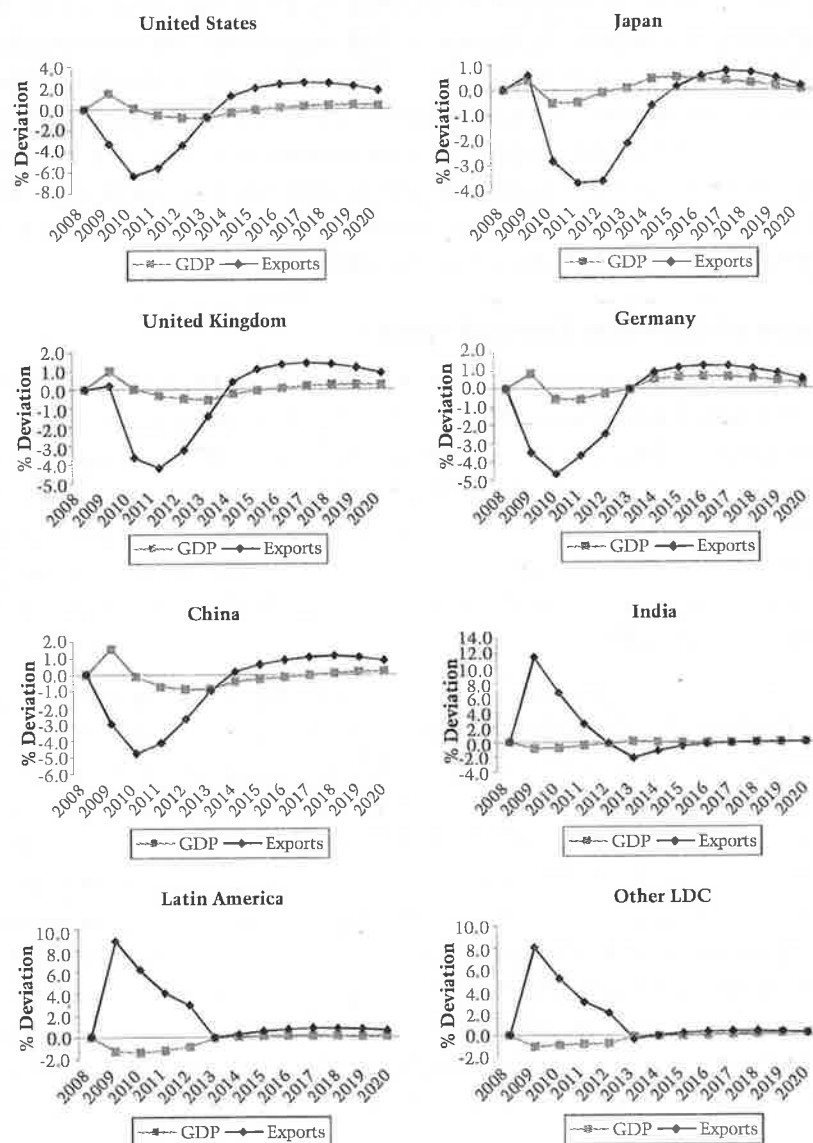 United States
% Deviation
4.0
2.0
0.0
-2.0
-4.0
-6.0
-8.0
2008 2009 2010 2011 2012 2013 2014 2015 2016 2017 2018 2019 2020
GDP Exports
Japan
% Deviation
1.0
0.0
-1.0
-2.0
-3.0
-4.0
2008 2009 2010 2011 2012 2013 2014 2015 2016 2017 2018 2019 2020
GDP Exports
United Kingdom
% Deviation
2.0
1.0
0.0
-1.0
-2.0
-3.0
-4.0
-5.0
2008 2009 2010 2011 2012 2013 2014 2015 2016 2017 2018 2019 2020
GDP Exports
Germany
% Deviation
2.0
1.0
0.0
-1.0
-2.0
-3.0
-4.0
-5.0
2008 2009 2010 2011 2012 2013 2014 2015 2016 2017 2018 2019 2020
GDP Exports
China
% Deviation
2.0
1.0
0.0
-1.0
-2.0
-3.0
-4.0
-5.0
-6.0
2008 2009 2010 2011 2012 2013 2014 2015 2016 2017 2018 2019 2020
GDP Exports
India
% Deviation
14.0
12.0
10.0
8.0
6.0
4.0
2.0
0.0
-2.0
-4.0
2008 2009 2010 2011 2012 2013 2014 2015 2016 2017 2018 2019 2020
GDP Exports
Latin America
% Deviation
10.0
8.0
6.0
4.0
2.0
0.0
-2.0
2008 2009 2010 2011 2012 2013 2014 2015 2016 2017 2018 2019 2020
GDP Exports
Other LDC
% Deviation
10.0
8.0
6.0
4.0
2.0
0.0
-2.0
2008 2009 2010 2011 2012 2013 2014 2015 2016 2017 2018 2019 2020
GDP Exports